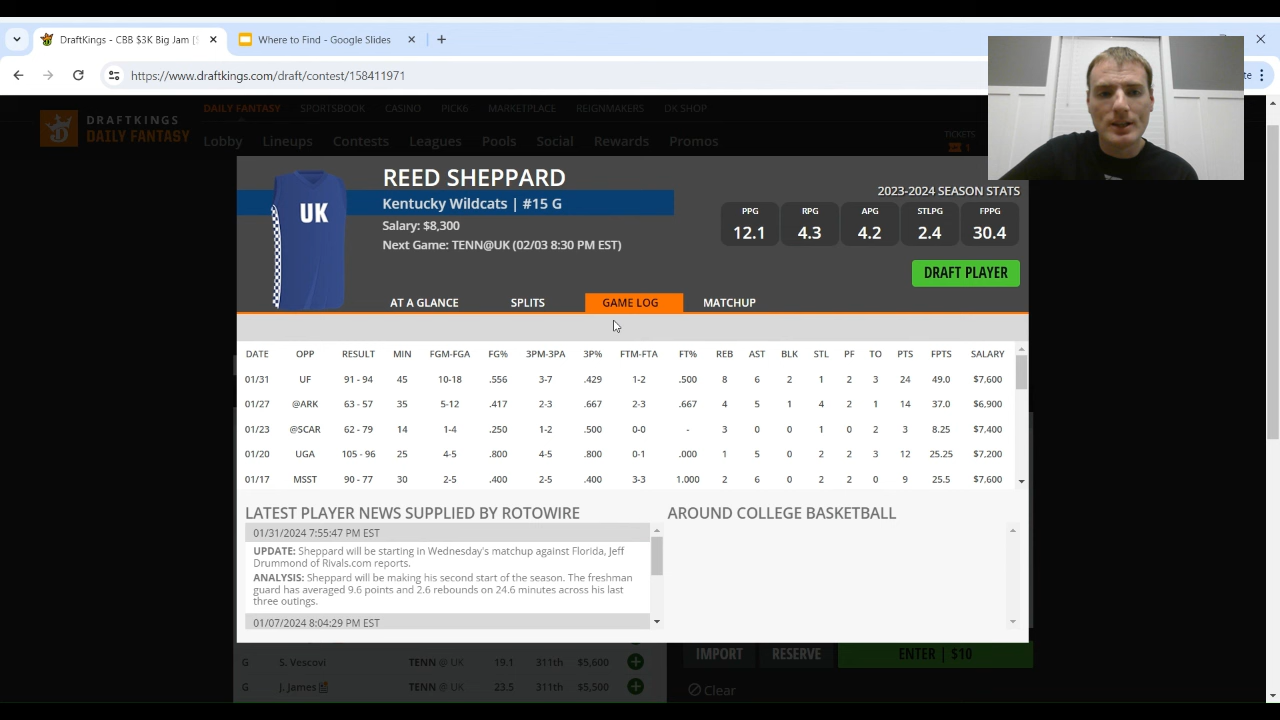 DraftKings - CBB $3K Big Jam [$
Where to Find - Google Slides
https://www.draftkings.com/draft/contest/158411971
DRAFTKINGS
DAILY FANTASY
DAILY FANTASY SPORTSBOOK CASINO PICK6 MARKETPLACE REIGNMAKERS DK SHOP
Lobby Lineups Contests Leagues Pools Social Rewards Promos
TICKETS
1
UK
REED SHEPPARD
Kentucky Wildcats | #15 G
Salary: $8,300
Next Game: TENN@UK (02/03 8:30 PM EST)
2023-2024 SEASON STATS
PPG RPG APG STLPG FPPG
12.1 4.3 4.2 2.4 30.4
DRAFT PLAYER
AT A GLANCE SPLITS GAME LOG MATCHUP
DATE OPP RESULT MIN FGM-FGA FG% 3PM-3PA 3P% FTM-FTA FT% REB AST BLK STL PF TO PTS FPTS SALARY
01/31 UF 91 - 94 45 10-18 .556 3-7 .429 1-2 .500 8 6 2 1 2 3 24 49.0 $7,600
01/27 @ARK 63 - 57 35 5-12 .417 2-3 .667 2-3 .667 4 5 1 4 2 1 14 37.0 $6,900
01/23 @SCAR 62 - 79 14 1-4 .250 1-2 .500 0-0 - 3 0 0 1 0 2 3 8.25 $7,400
01/20 UGA 105 - 96 25 4-5 .800 4-5 .800 0-1 .000 1 5 0 2 2 3 12 25.25 $7,200
01/17 MSST 90 - 77 30 2-5 .400 2-5 .400 3-3 1.000 2 6 0 2 2 0 9 25.5 $7,600
LATEST PLAYER NEWS SUPPLIED BY ROTOWIRE
AROUND COLLEGE BASKETBALL
01/31/2024 7:55:47 PM EST
UPDATE: Sheppard will be starting in Wednesday's matchup against Florida, Jeff
Drummond of Rivals.com reports.
ANALYSIS: Sheppard will be making his second start of the season. The freshman
guard has averaged 9.6 points and 2.6 rebounds on 24.6 minutes across his last
three outings.
01/07/2024 8:04:29 PM EST
G S. Vescovi TENN @ UK 19.1 311th $5,600
G J. James TENN @ UK 23.5 311th $5,500
IMPORT RESERVE ENTER | $10
Clear